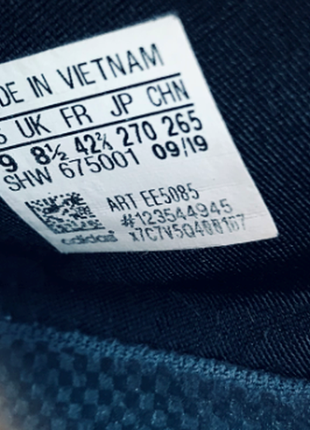 DE IN VIETNAM
S UK FR JP CHN
9 8½ 42⅔ 270 265
SHW 675001 09/19
ART EE5085
#123544945
adidas